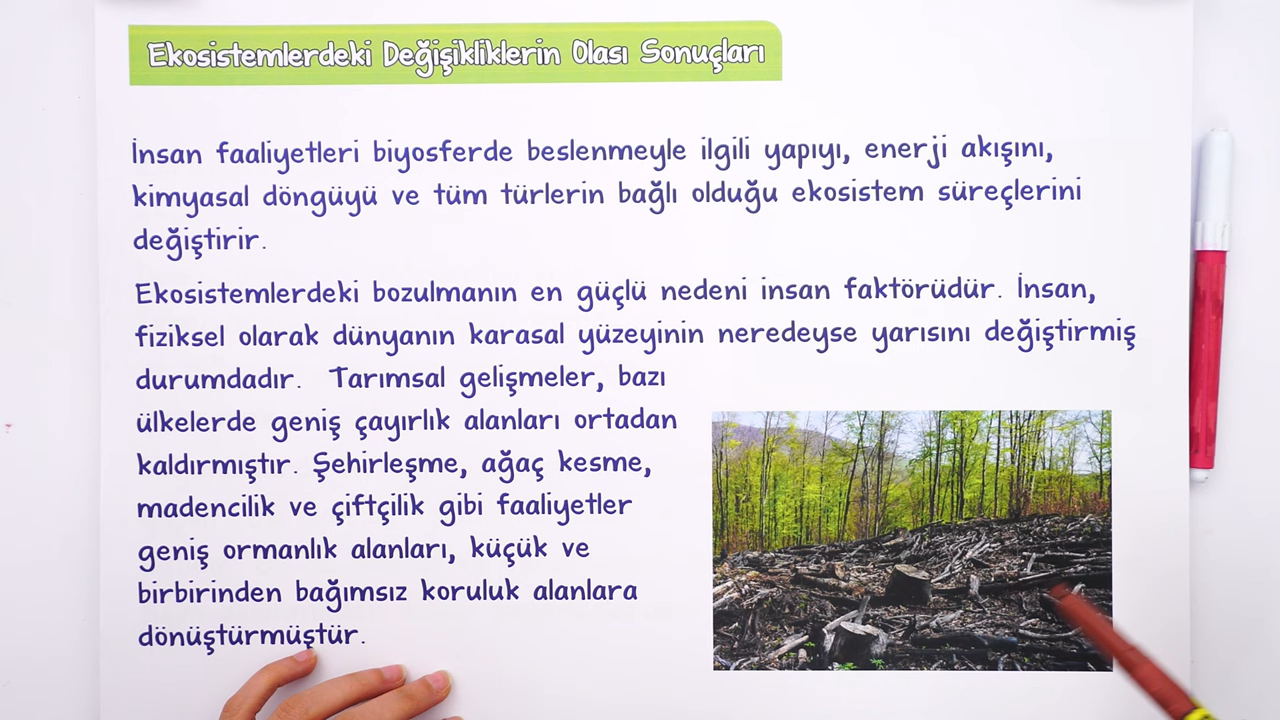 Ekosistemlerdeki Değişikliklerin Olası Sonuçları
İnsan faaliyetleri biyosferde beslenmeyle ilgili yapıyı, enerji akışını,
kimyasal döngüyü ve tüm türlerin bağlı olduğu ekosistem süreçlerini
değiştirir.
Ekosistemlerdeki bozulmanın en güçlü nedeni insan faktörüdür. İnsan,
fiziksel olarak dünyanın karasal yüzeyinin neredeyse yarısını değiştirmiş
durumdadır. Tarımsal gelişmeler, bazı
ülkelerde geniş çayırlık alanları ortadan
kaldırmıştır. Şehirleşme, ağaç kesme,
madencilik ve çiftçilik gibi faaliyetler
geniş ormanlık alanları, küçük ve
birbirinden bağımsız koruluk alanlara
dönüştürmüştür.